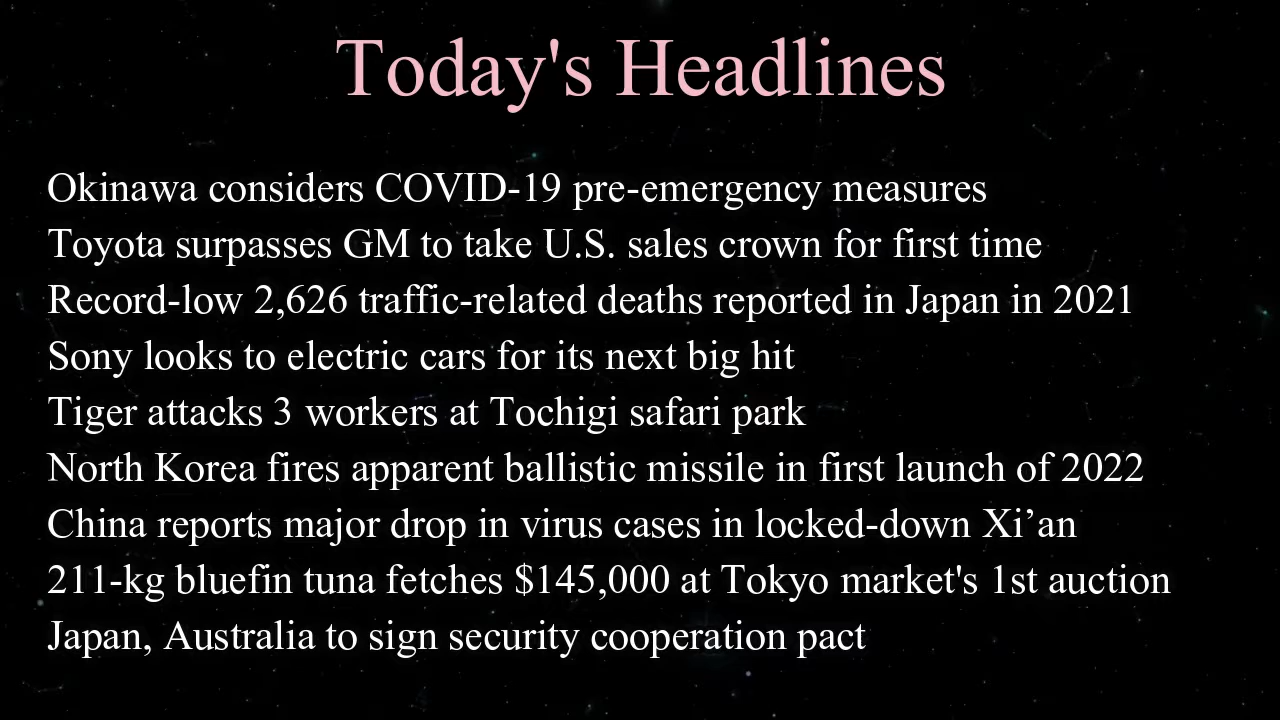 Today's Headlines
Okinawa considers COVID-19 pre-emergency measures
Toyota surpasses GM to take U.S. sales crown for first time
Record-low 2,626 traffic-related deaths reported in Japan in 2021
Sony looks to electric cars for its next big hit
Tiger attacks 3 workers at Tochigi safari park
North Korea fires apparent ballistic missile in first launch of 2022
China reports major drop in virus cases in locked-down Xi’an
211-kg bluefin tuna fetches $145,000 at Tokyo market's 1st auction
Japan, Australia to sign security cooperation pact